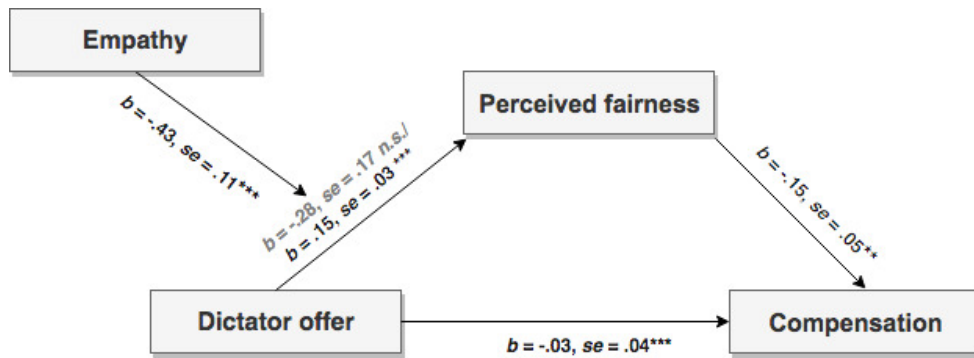 Empathy
b = -.43, se = .11***
Perceived fairness
b = -.28, se = .17 n.s./
b = .15, se = .03 ***
b = -.15, se = .05**
Dictator offer
b = -.03, se = .04***
Compensation